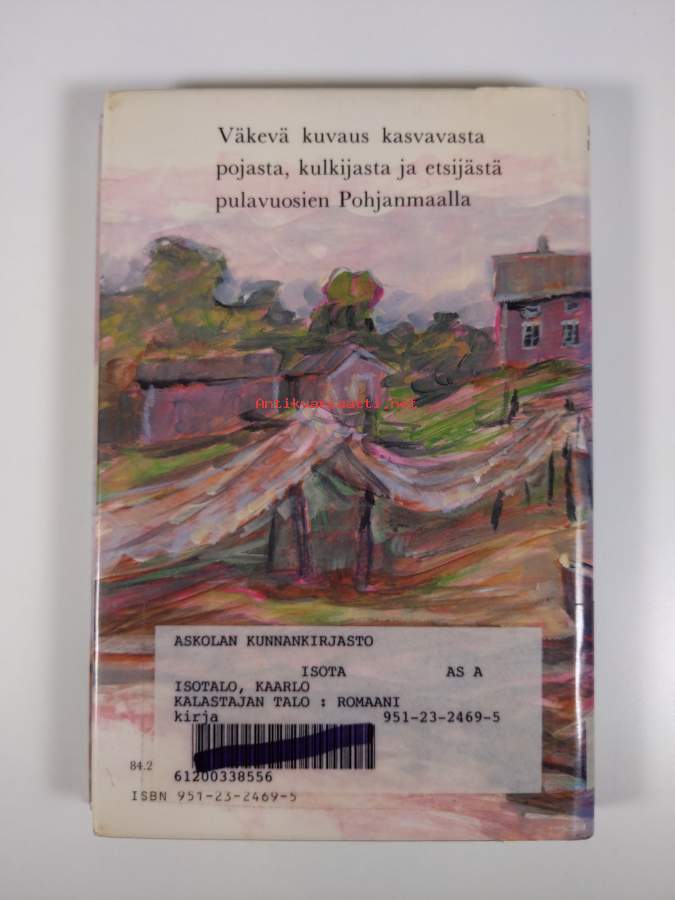 Väkevä kuvaus kasvavasta
pojasta, kulkijasta ja etsijästä
pulavuosien Pohjanmaalla
Antikvariaatti.net
ASKOLAN KUNNANKIRJASTO
ISOTA AS A
ISOTALO, KAARLO
KALASTAJAN TALO : ROMAANI
kirja 951-23-2469-5
84.2
61200338556
ISBN 951-23-2469-5